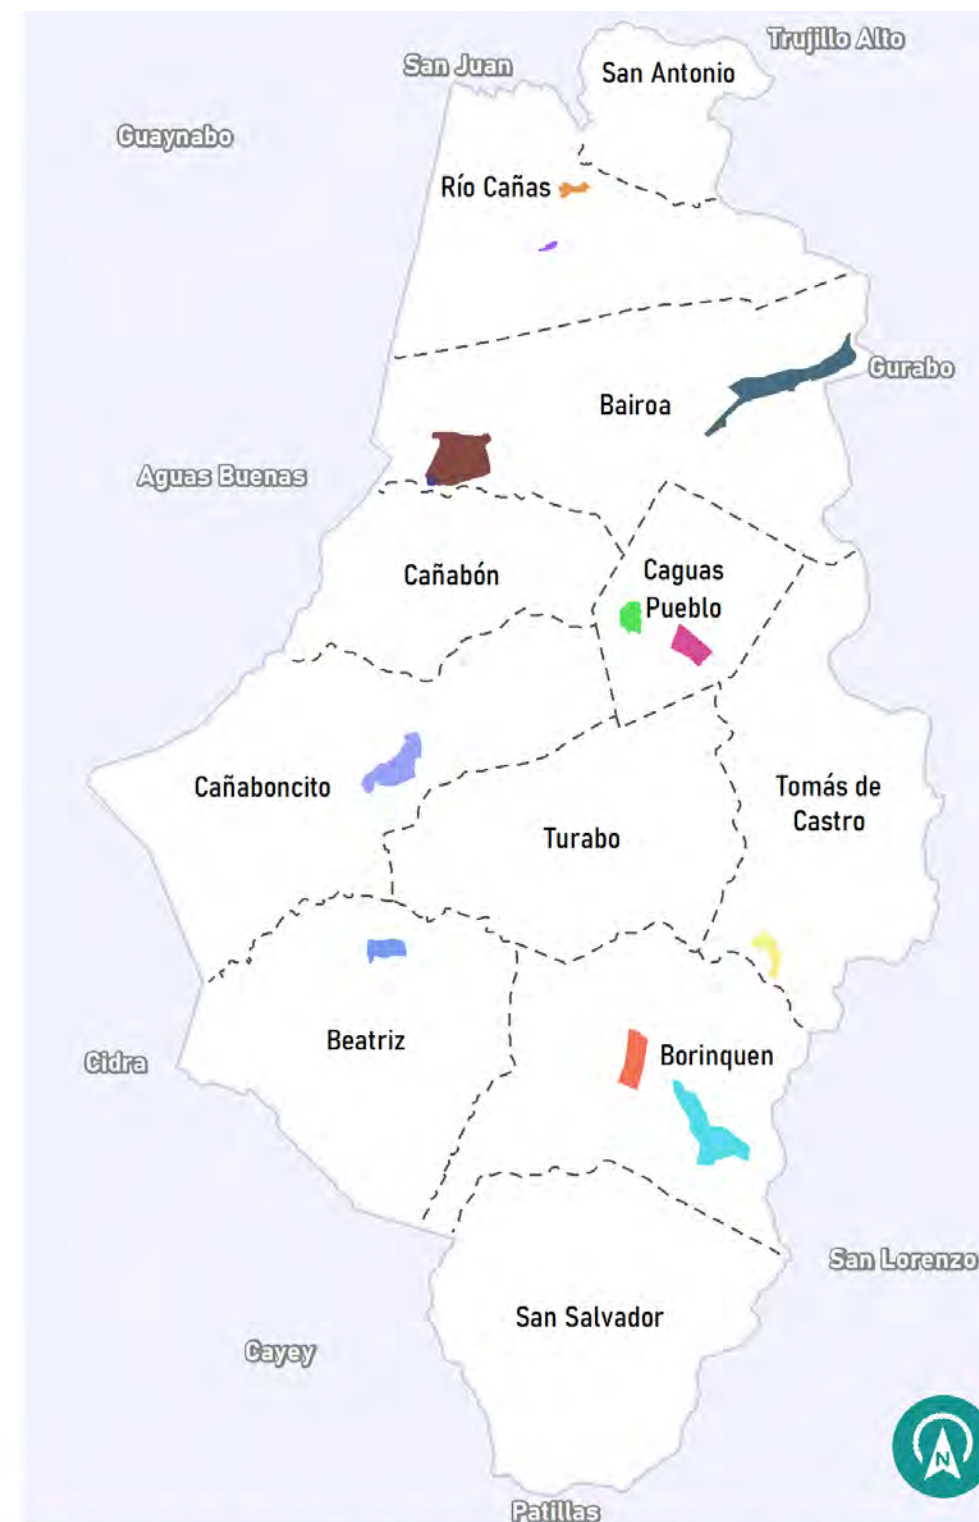 Trujillo Alto
San Juan
San Antonio
Guaynabo
Río Cañas
Gurabo
Bairoa
Aguas Buenas
Cañabón
Caguas
Pueblo
Cañaboncito
Tomás de
Castro
Turabo
Beatriz
Borinquen
Cidra
San Lorenzo
San Salvador
Cayey
N
Patillas